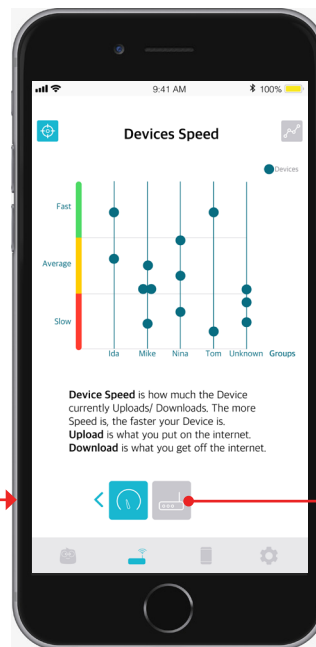 9:41 AM
100%
Devices Speed
Devices
Fast
Average
Slow
Ida Mike Nina Tom Unknown Groups
Device Speed is how much the Device
currently Uploads/ Downloads. The more
Speed is, the faster your Device is.
Upload is what you put on the internet.
Download is what you get off the internet.